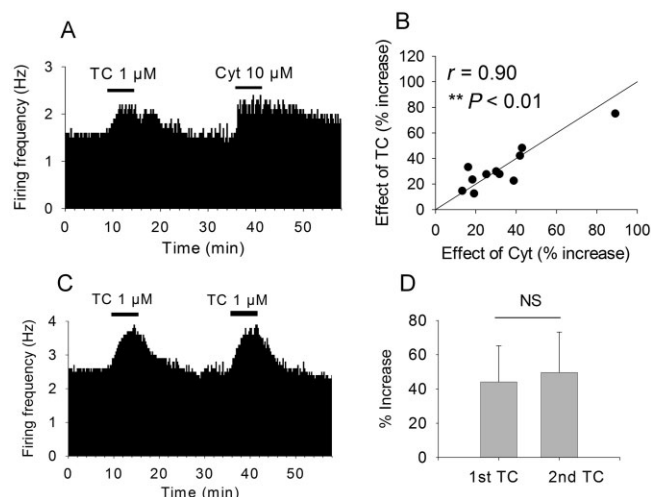 A
TC 1 µM
Cyt 10 µM
Firing frequency (Hz)
3
2
1
0
0 10 20 30 40 50
Time (min)
B
Effect of TC (% increase)
120
100
80
60
40
20
0
r = 0.90
** P < 0.01
0 20 40 60 80 100
Effect of Cyt (% increase)
C
TC 1 µM
TC 1 µM
Firing frequency (Hz)
4
3
2
1
0
0 10 20 30 40 50
Time (min)
D
NS
% Increase
80
60
40
20
0
1st TC 2nd TC